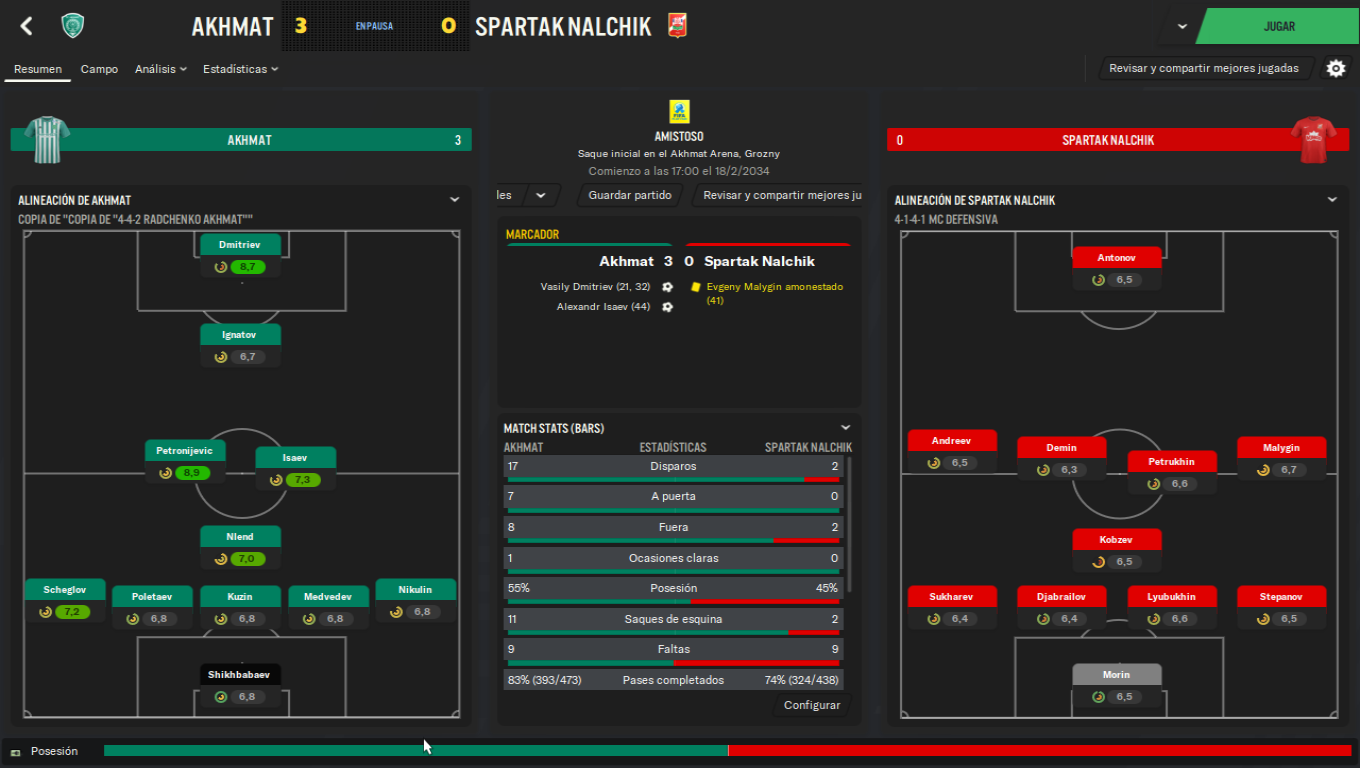 AKHMAT 3 EN PAUSA 0 SPARTAK NALCHIK
JUGAR
Resumen Campo Análisis Estadísticas
Revisar y compartir mejores jugadas
AKHMAT 3
AMISTOSO
Saque inicial en el Akhmat Arena, Grozny
Comienzo a las 17:00 el 18/2/2034
les Guardar partido Revisar y compartir mejores ju
0 SPARTAK NALCHIK
ALINEACIÓN DE AKHMAT
COPIA DE "COPIA DE "4-4-2 RADCHENKO AKHMAT""
Dmitriev
8,7
Ignatov
6,7
Petronijevic
8,9
Isaev
7,3
Nlend
7,0
Scheglov
7,2
Poletaev
6,8
Kuzin
6,8
Medvedev
6,8
Nikulin
6,8
Shikhbabaev
6,8
MARCADOR
Akhmat 3 0 Spartak Nalchik
Vasily Dmitriev (21, 32)
Alexandr Isaev (44)
Evgeny Malygin amonestado
(41)
MATCH STATS (BARS)
AKHMAT ESTADÍSTICAS SPARTAK NALCHIK
17 Disparos 2
7 A puerta 0
8 Fuera 2
1 Ocasiones claras 0
55% Posesión 45%
11 Saques de esquina 2
9 Faltas 9
83% (393/473) Pases completados 74% (324/438)
Configurar
ALINEACIÓN DE SPARTAK NALCHIK
4-1-4-1 MC DEFENSIVA
Antonov
6,5
Andreev
6,5
Demin
6,3
Petrukhin
6,6
Malygin
6,7
Kobzev
6,5
Sukharev
6,4
Djabrailov
6,4
Lyubukhin
6,6
Stepanov
6,5
Morin
6,5
Posesión